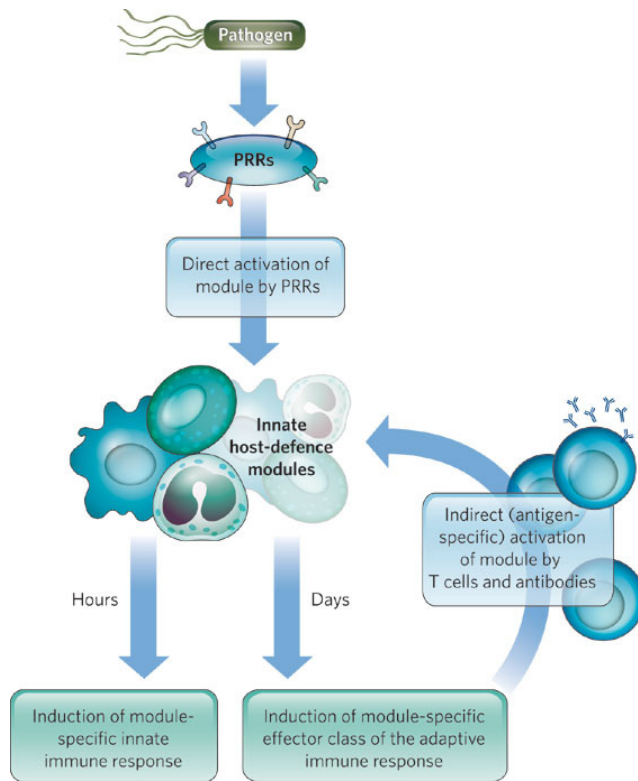 Pathogen
PRRs
Direct activation of
module by PRRs
Innate
host-defence
modules
Indirect (antigen-
specific) activation
of module by
T cells and antibodies
Hours
Days
Induction of module-
specific innate
immune response
Induction of module-specific
effector class of the adaptive
immune response